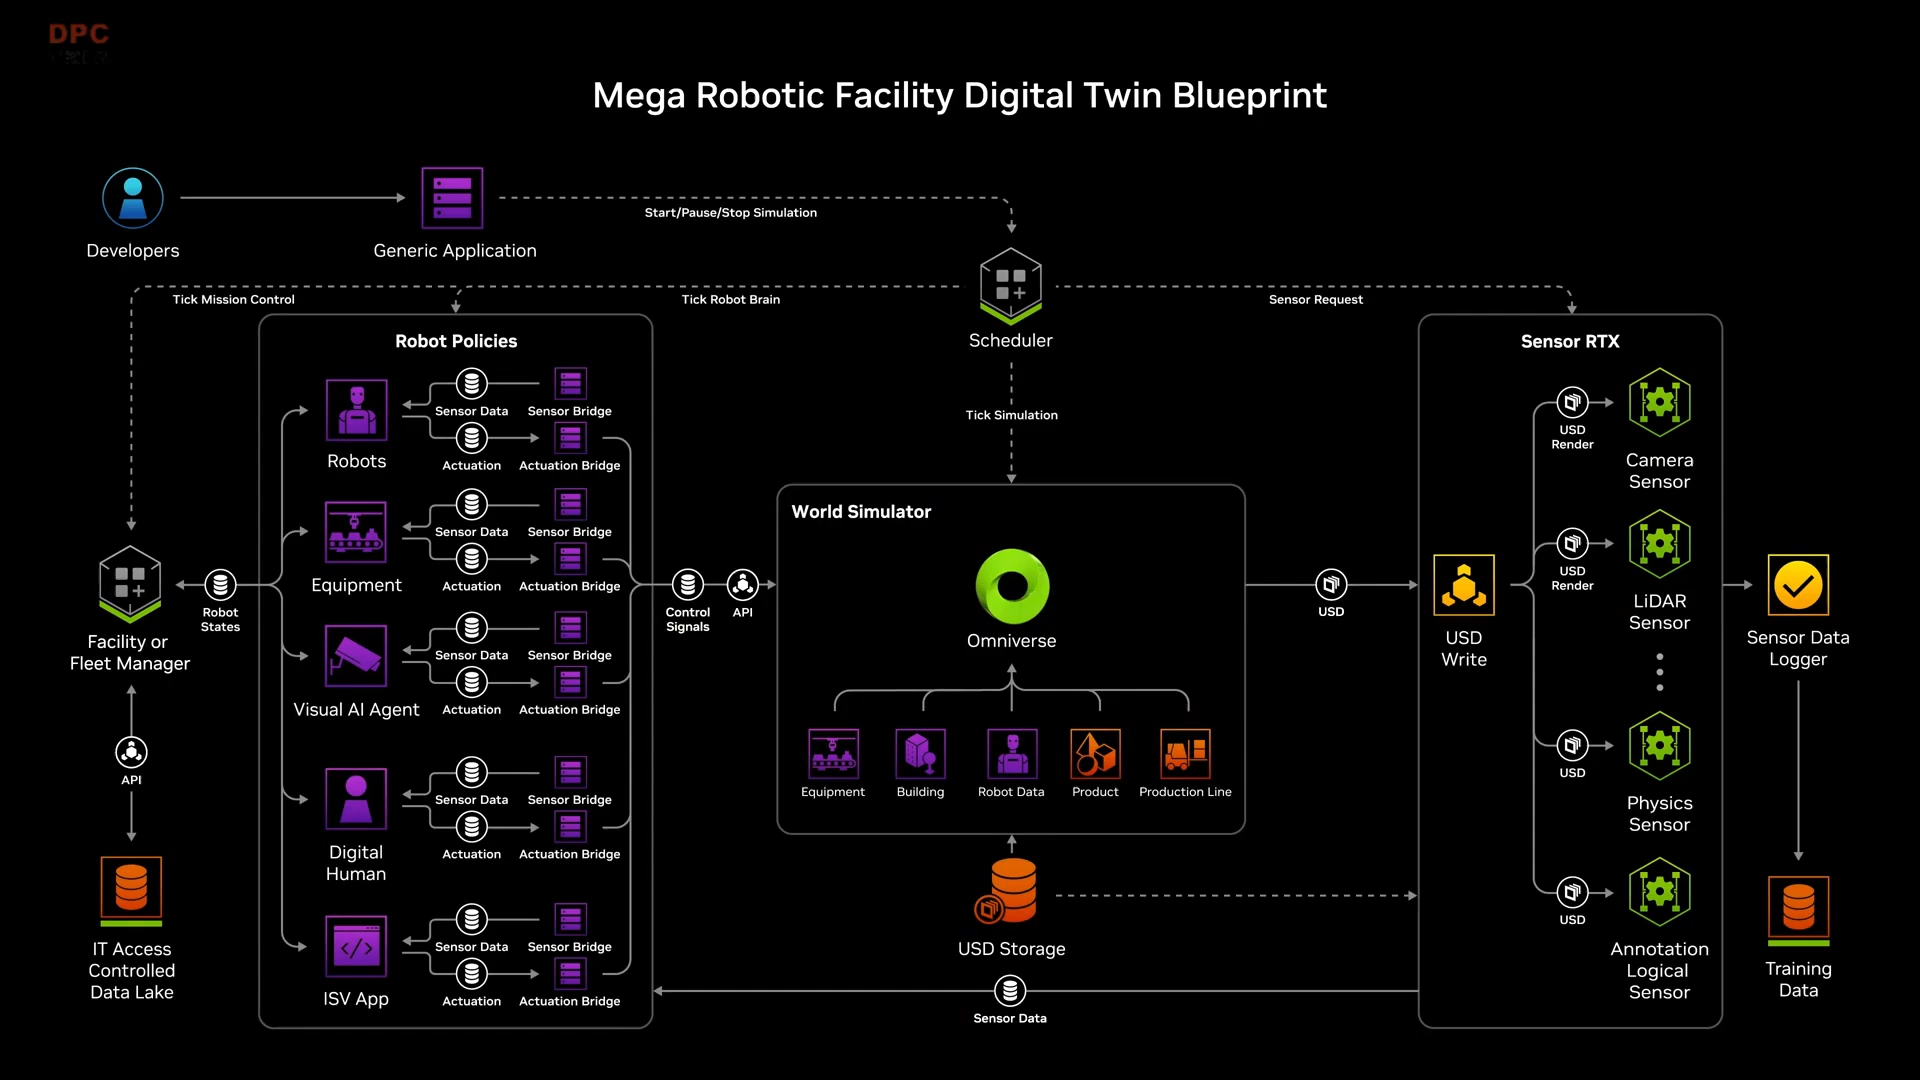 DPC
Mega Robotic Facility Digital Twin Blueprint
Developers
Generic Application
Start/Pause/Stop Simulation
Tick Mission Control
Tick Robot Brain
Scheduler
Sensor Request
Tick Simulation
Facility or
Fleet Manager
API
IT Access
Controlled
Data Lake
Robot
States
Robot Policies
Robots
Sensor Data
Sensor Bridge
Actuation
Actuation Bridge
Equipment
Sensor Data
Sensor Bridge
Actuation
Actuation Bridge
Visual AI Agent
Sensor Data
Sensor Bridge
Actuation
Actuation Bridge
Digital
Human
Sensor Data
Sensor Bridge
Actuation
Actuation Bridge
ISV App
Sensor Data
Sensor Bridge
Actuation
Actuation Bridge
Control
Signals
API
World Simulator
Omniverse
Equipment
Building
Robot Data
Product
Production Line
USD Storage
Sensor Data
USD
Sensor RTX
USD
Write
USD
Render
Camera
Sensor
USD
Render
LiDAR
Sensor
USD
Physics
Sensor
USD
Annotation
Logical
Sensor
Sensor Data
Logger
Training
Data